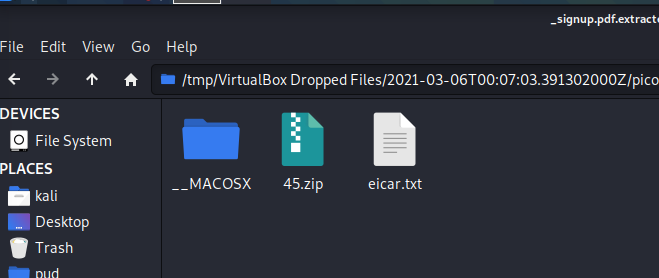 _signup.pdf.extracte
File Edit View Go Help
/tmp/VirtualBox Dropped Files/2021-03-06T00:07:03.391302000Z/pico
DEVICES
File System
PLACES
kali
Desktop
Trash
pud
__MACOSX
45.zip
eicar.txt